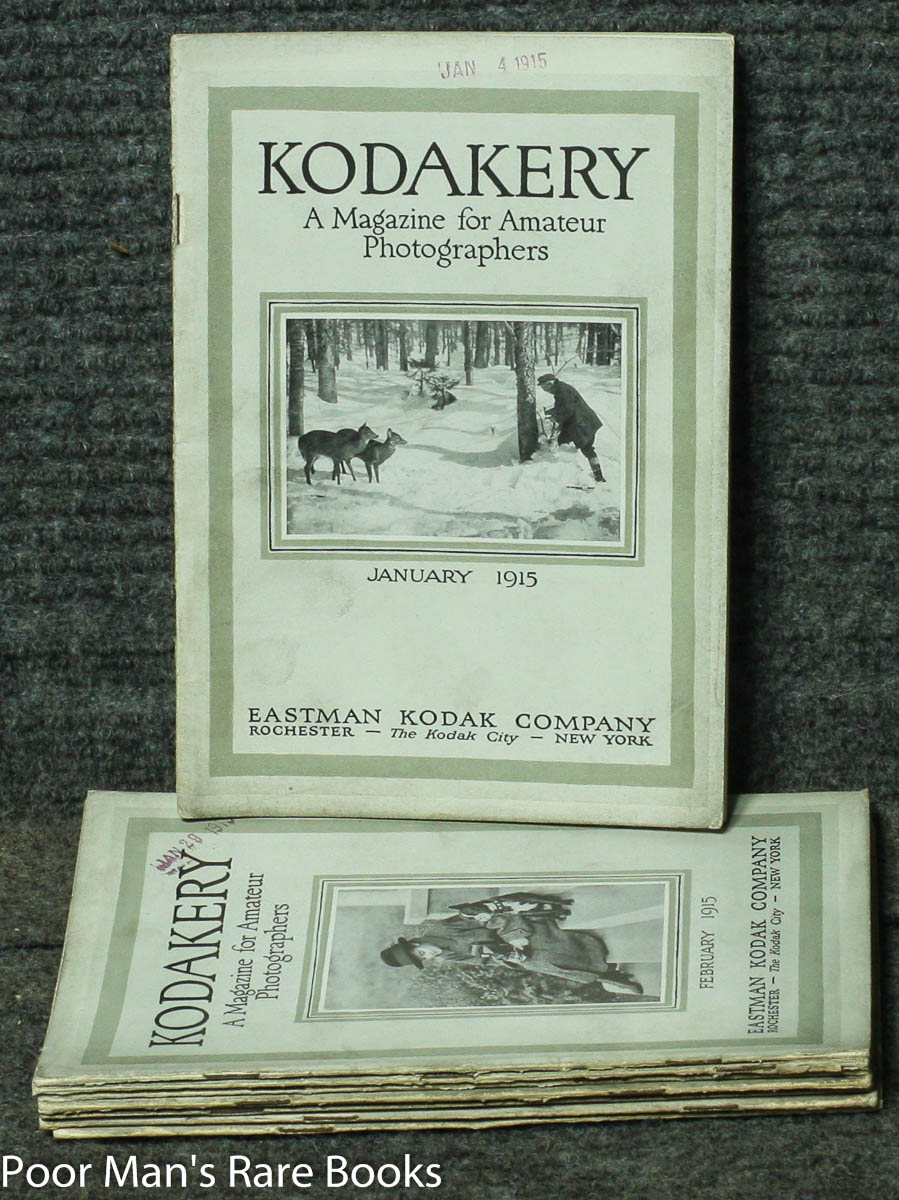 JAN 4 1915
KODAKERY
A Magazine for Amateur
Photographers
JANUARY 1915
EASTMAN KODAK COMPANY
ROCHESTER — The Kodak City — NEW YORK
JAN 28
KODAKERY
A Magazine for Amateur
Photographers
FEBRUARY 1915
EASTMAN KODAK COMPANY
ROCHESTER — The Kodak City — NEW YORK
Poor Man's Rare Books